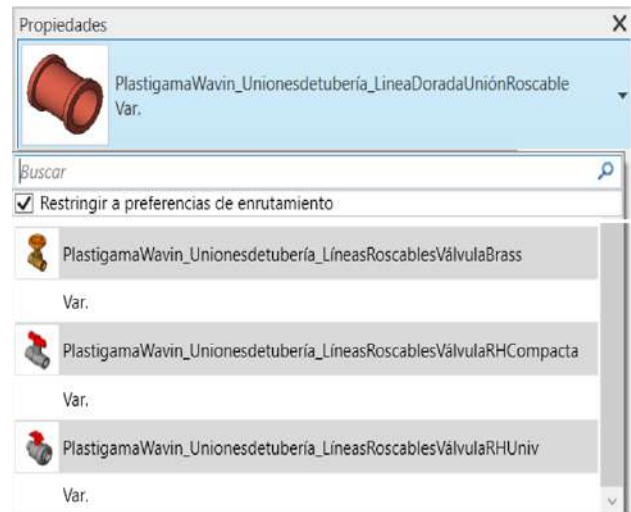 Propiedades X
PlastigamaWavin_Unionesdetubería_LineaDoradaUniónRoscable
Var.
Buscar
Restringir a preferencias de enrutamiento
PlastigamaWavin_Unionesdetubería_LíneasRoscablesVálvulaBrass
Var.
PlastigamaWavin_Unionesdetubería_LíneasRoscablesVálvulaRHCompacta
Var.
PlastigamaWavin_Unionesdetubería_LíneasRoscablesVálvulaRHUniv
Var.